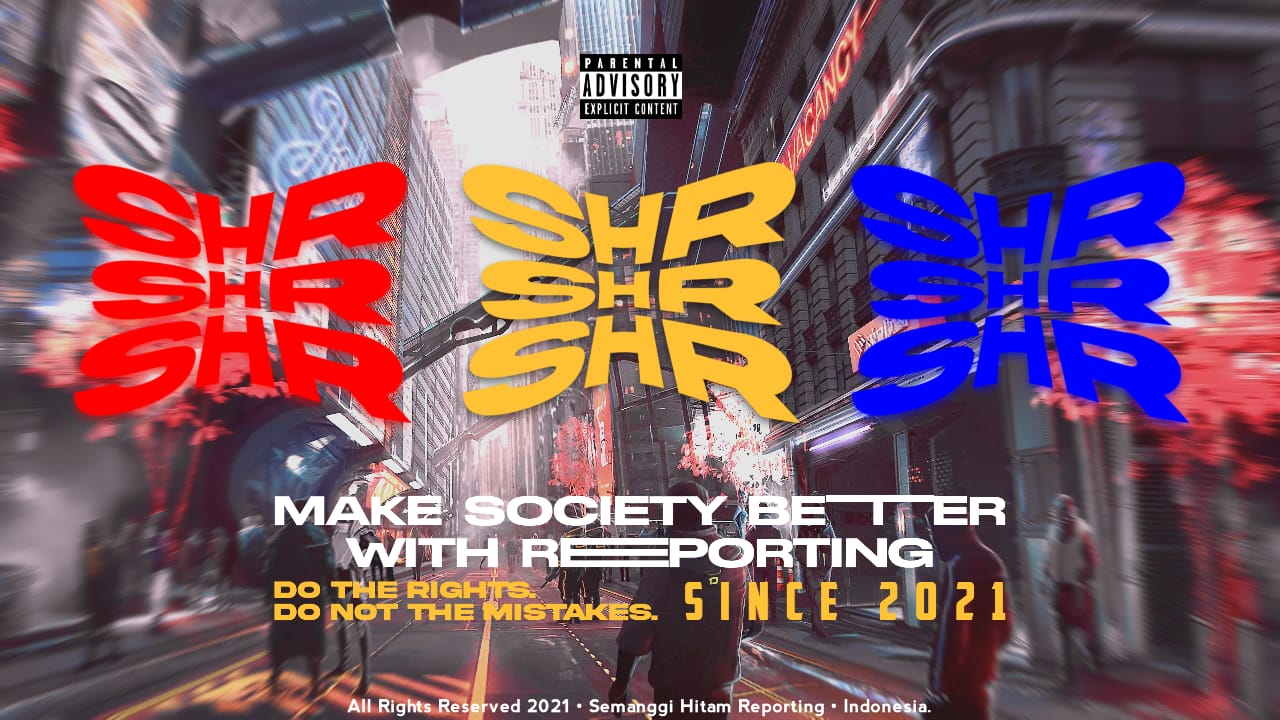 PARENTAL
ADVISORY
EXPLICIT CONTENT
VACANCY
SHR SHR SHR
SHR SHR SHR
SHR SHR SHR
MAKE SOCIETY BETTER
WITH REPORTING
DO THE RIGHTS.
DO NOT THE MISTAKES.
SINCE 2021
All Rights Reserved 2021 • Semanggi Hitam Reporting • Indonesia.